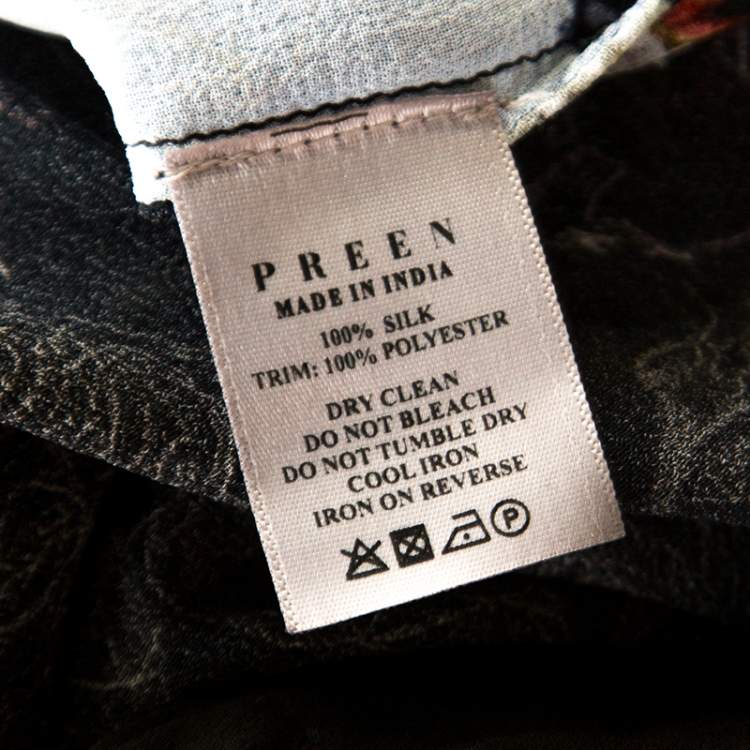 PREEN
MADE IN INDIA
100% SILK
TRIM: 100% POLYESTER
DRY CLEAN
DO NOT BLEACH
DO NOT TUMBLE DRY
COOL IRON
IRON ON REVERSE
P